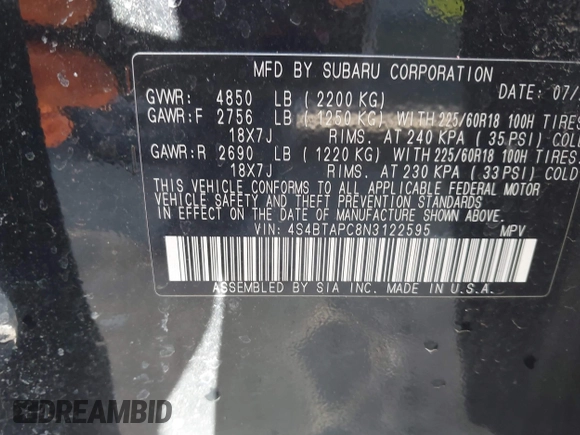 MFD BY SUBARU CORPORATION
DATE: 07/
GVWR: 4850 LB (2200 KG)
GAWR:F 2756 LB (1250 KG) WITH 225/60R18 100H TIRES
18X7J RIMS. AT 240 KPA (35 PSI) COLD
GAWR:R 2690 LB (1220 KG) WITH 225/60R18 100H TIRES
18X7J RIMS. AT 230 KPA (33 PSI) COLD
THIS VEHICLE CONFORMS TO ALL APPLICABLE FEDERAL MOTOR
VEHICLE SAFETY AND THEFT PREVENTION STANDARDS
IN EFFECT ON THE DATE OF MANUFACTURE SHOWN ABOVE.
VIN: 4S4BTAPC8N3122595 MPV
ASSEMBLED BY SIA INC. MADE IN U.S.A.
DREAMBID